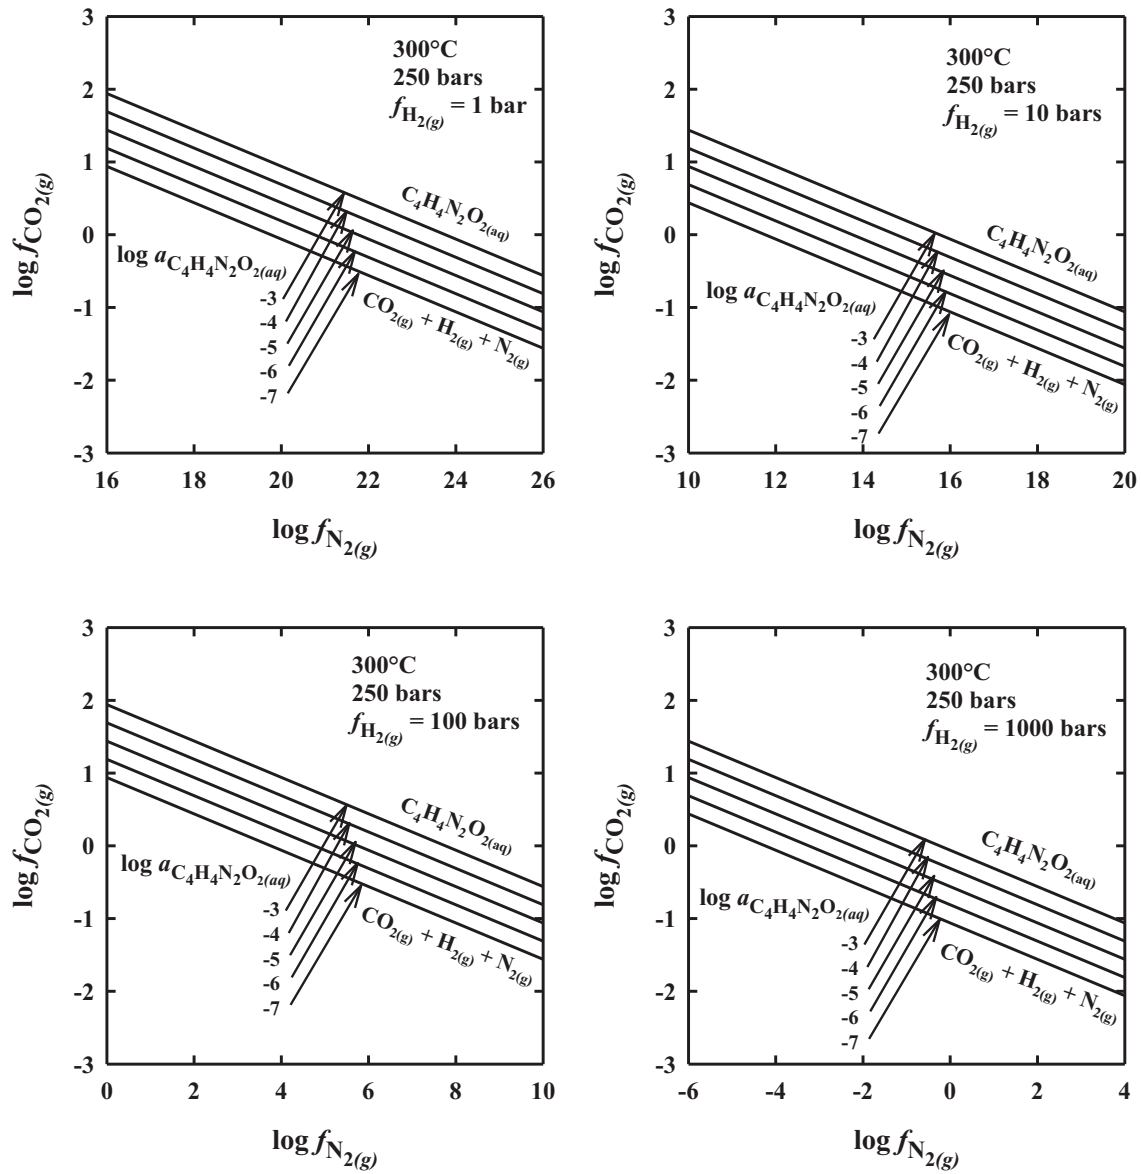 300°C
250 bars
f H2(g) = 1 bar
log fCO2(g)
3
2
1
0
-1
-2
-3
C4H4N2O2(aq)
log aC4H4N2O2(aq)
-3
-4
-5
-6
-7
CO2(g) + H2(g) + N2(g)
16 18 20 22 24 26
log fN2(g)
300°C
250 bars
f H2(g) = 10 bars
log fCO2(g)
3
2
1
0
-1
-2
-3
C4H4N2O2(aq)
log aC4H4N2O2(aq)
-3
-4
-5
-6
-7
CO2(g) + H2(g) + N2(g)
10 12 14 16 18 20
log fN2(g)
300°C
250 bars
f H2(g) = 100 bars
log fCO2(g)
3
2
1
0
-1
-2
-3
C4H4N2O2(aq)
log aC4H4N2O2(aq)
-3
-4
-5
-6
-7
CO2(g) + H2(g) + N2(g)
0 2 4 6 8 10
log fN2(g)
300°C
250 bars
f H2(g) = 1000 bars
log fCO2(g)
3
2
1
0
-1
-2
-3
C4H4N2O2(aq)
log aC4H4N2O2(aq)
-3
-4
-5
-6
-7
CO2(g) + H2(g) + N2(g)
-6 -4 -2 0 2 4
log fN2(g)